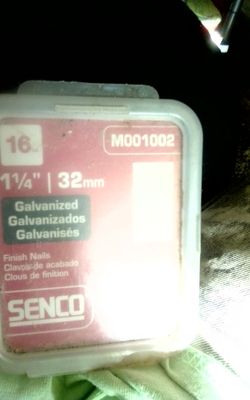 16
M001002
1¼" | 32mm
Galvanized
Galvanizados
Galvanisés
Finish Nails
Clavos de acabado
Clous de finition
SENCO